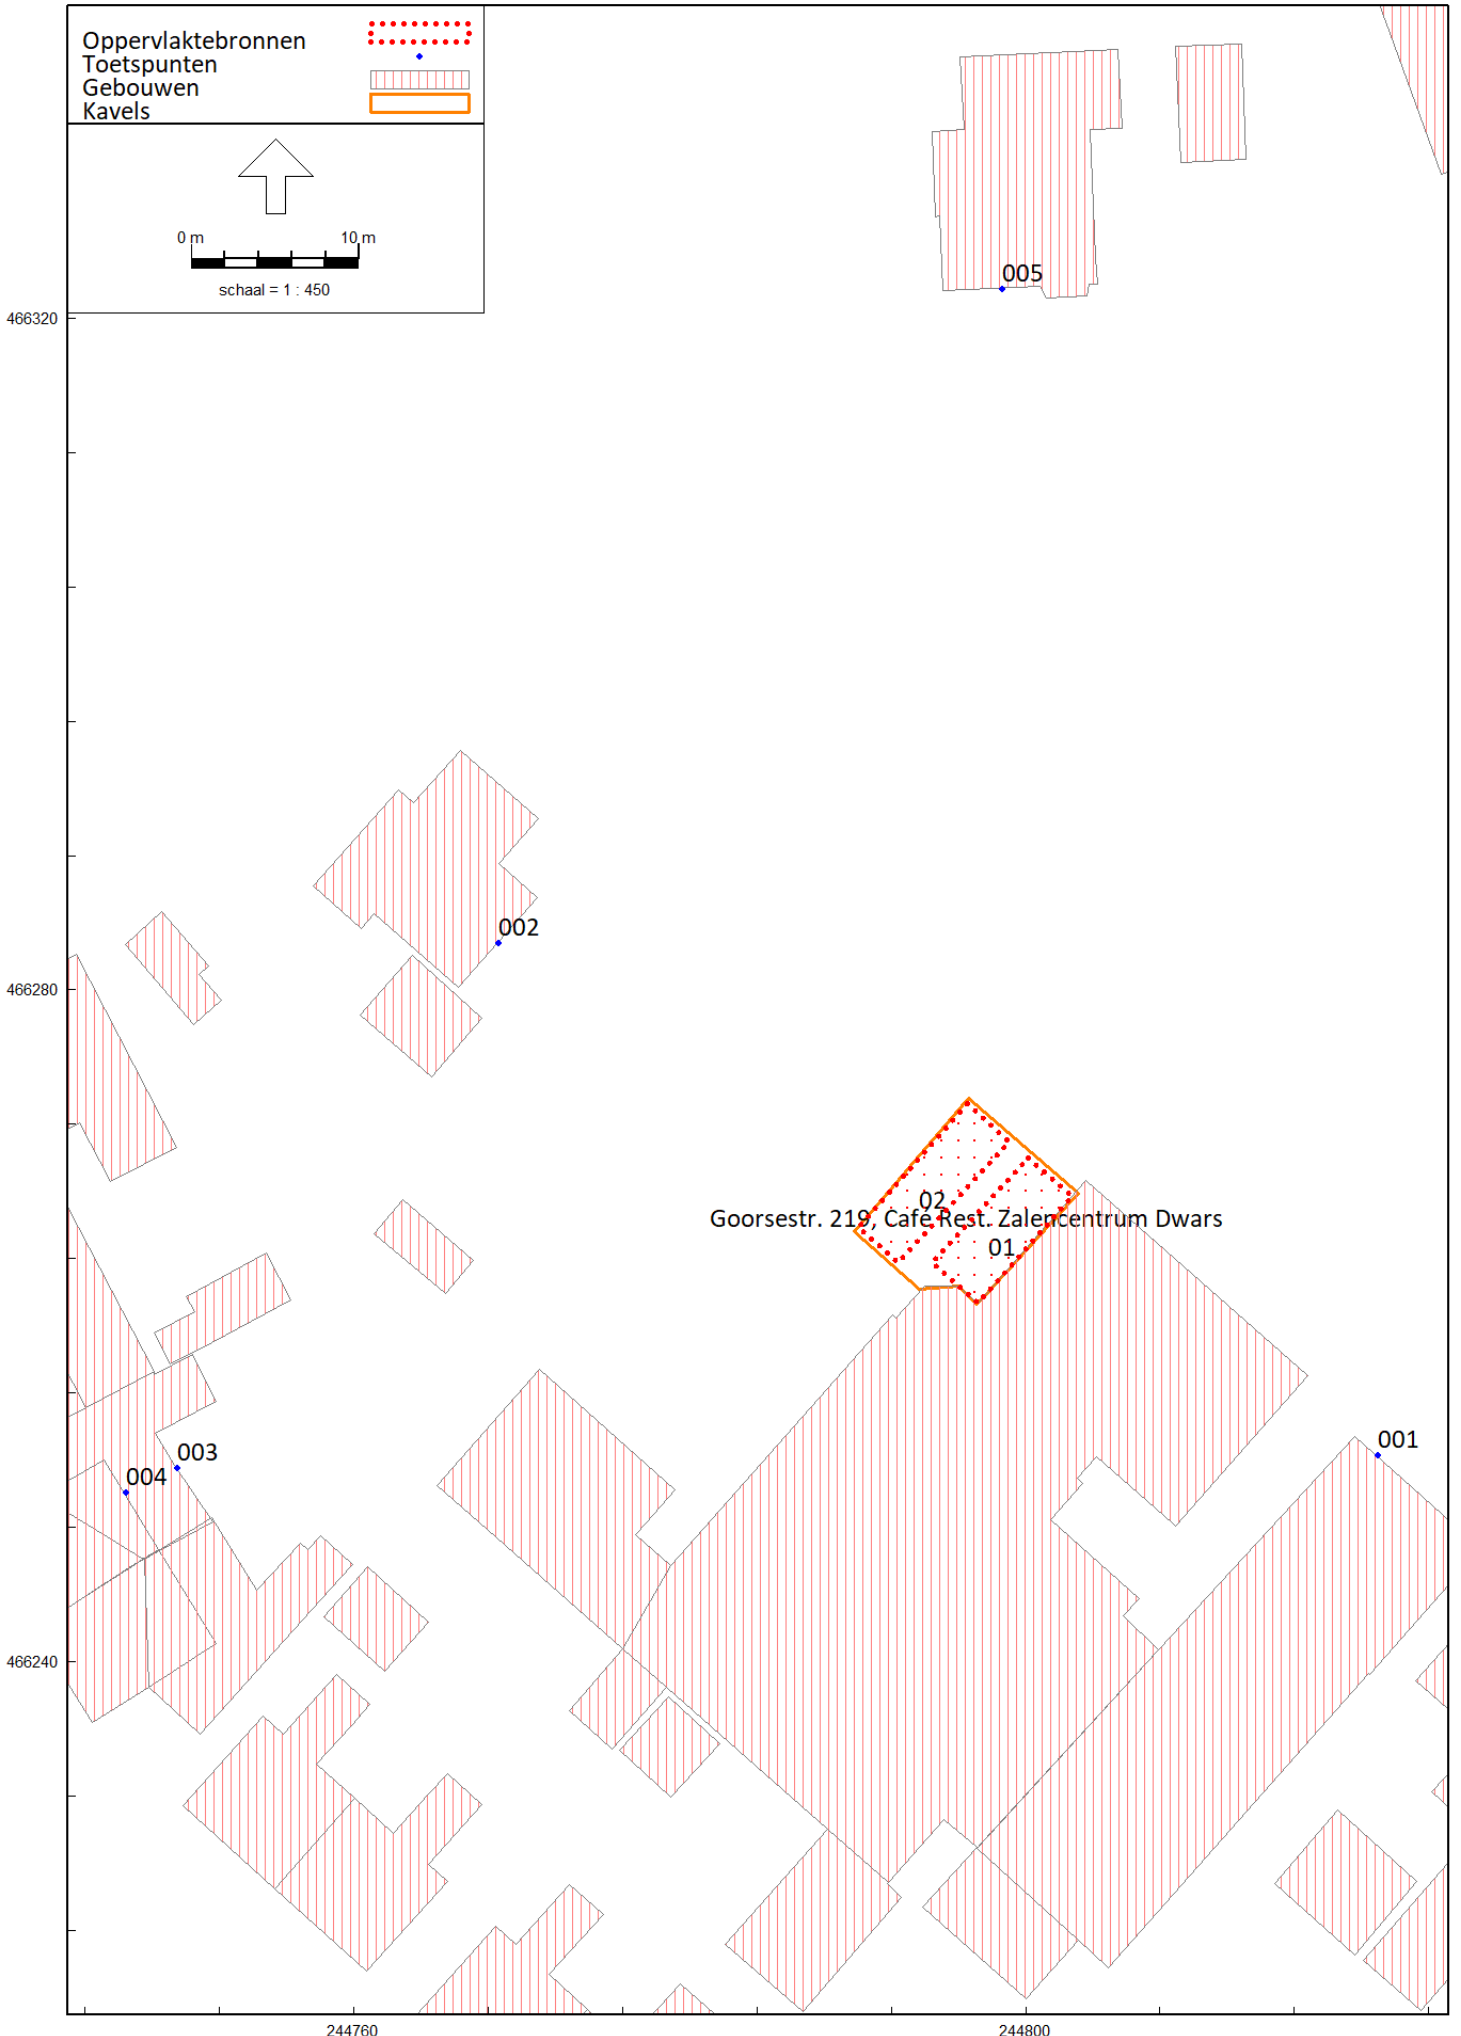 Oppervlaktebronnen
Toetspunten
Gebouwen
Kavels
0 m 10 m
schaal = 1 : 450
005
466320
002
466280
02
Goorsestr. 219, Café Rest. Zalencentrum Dwars
01
001
003
004
466240
244760 244800